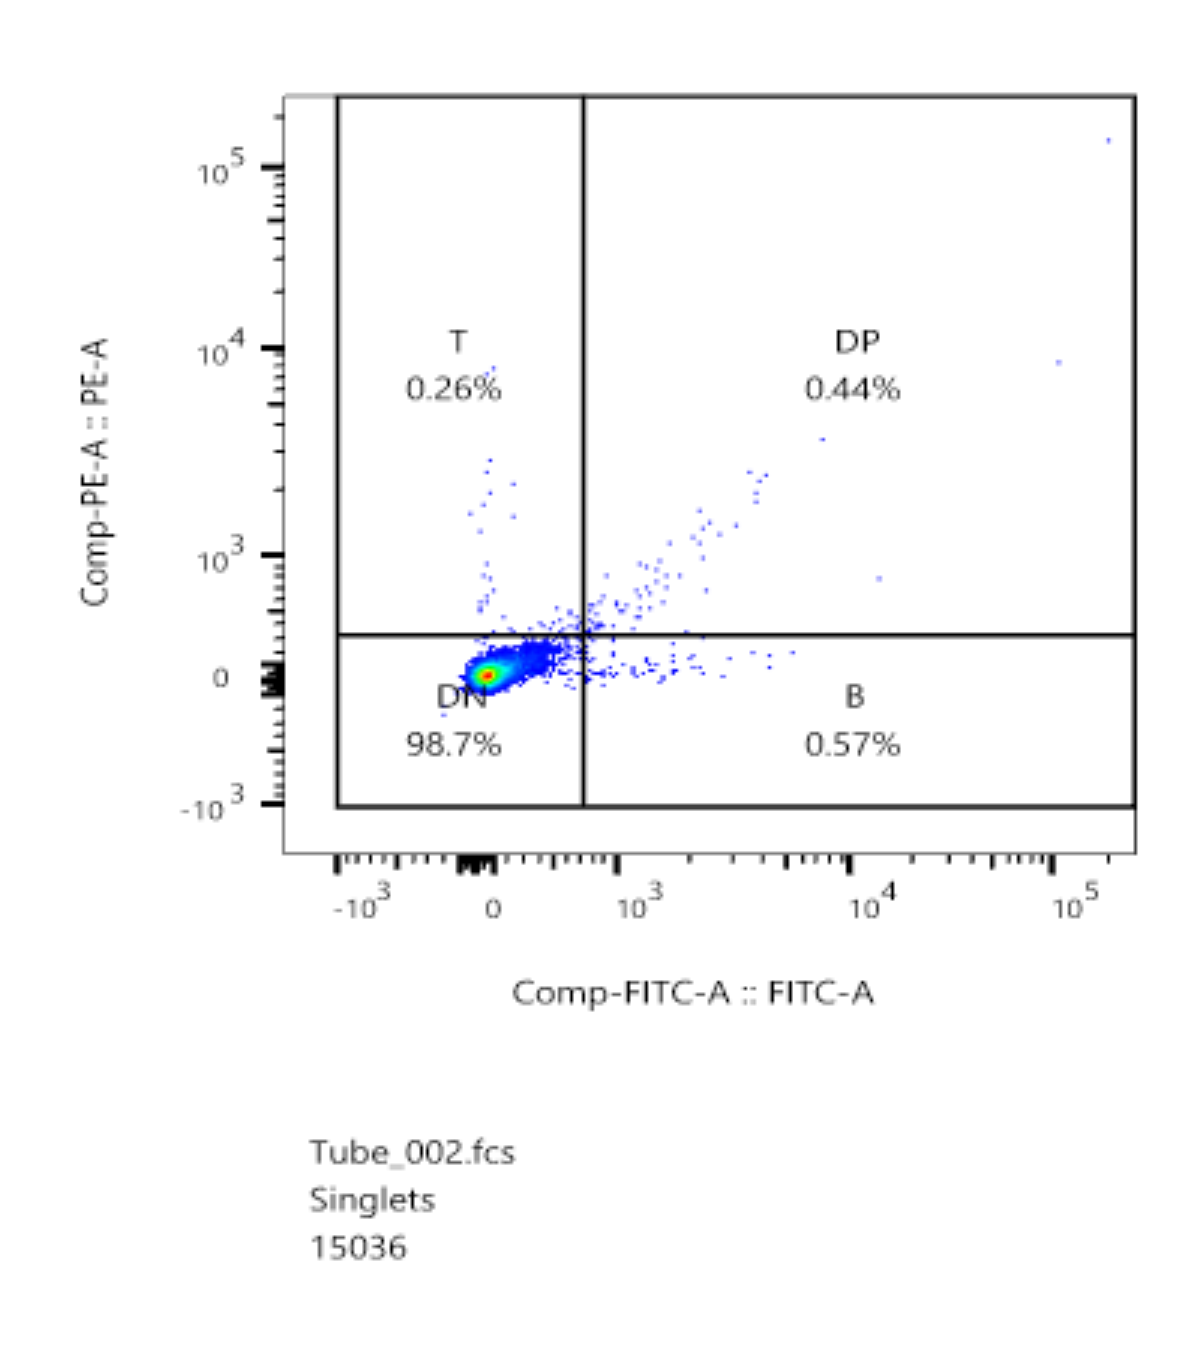 Comp-PE-A :: PE-A
10^5
10^4
10^3
0
-10^3
T
0.26%
DP
0.44%
DN
98.7%
B
0.57%
-10^3
0
10^3
10^4
10^5
Comp-FITC-A :: FITC-A
Tube_002.fcs
Singlets
15036